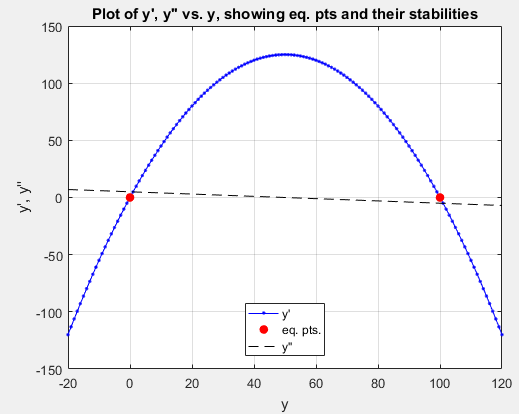 Plot of y', y'' vs. y, showing eq. pts and their stabilities
150
100
50
0
-50
-100
-150
y', y''
y'
eq. pts.
y''
-20 0 20 40 60 80 100 120
y